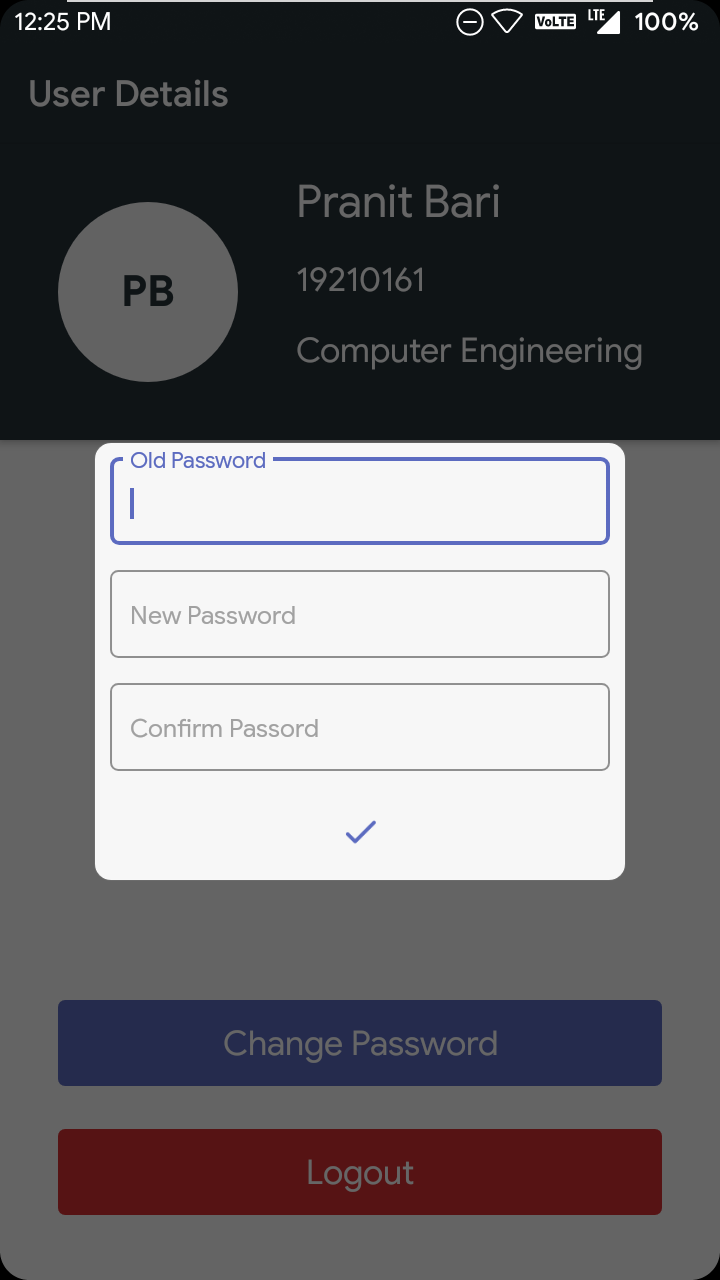 12:25 PM VoLTE LTE 100%
User Details
PB
Pranit Bari
19210161
Computer Engineering
Old Password
New Password
Confirm Passord
Change Password
Logout